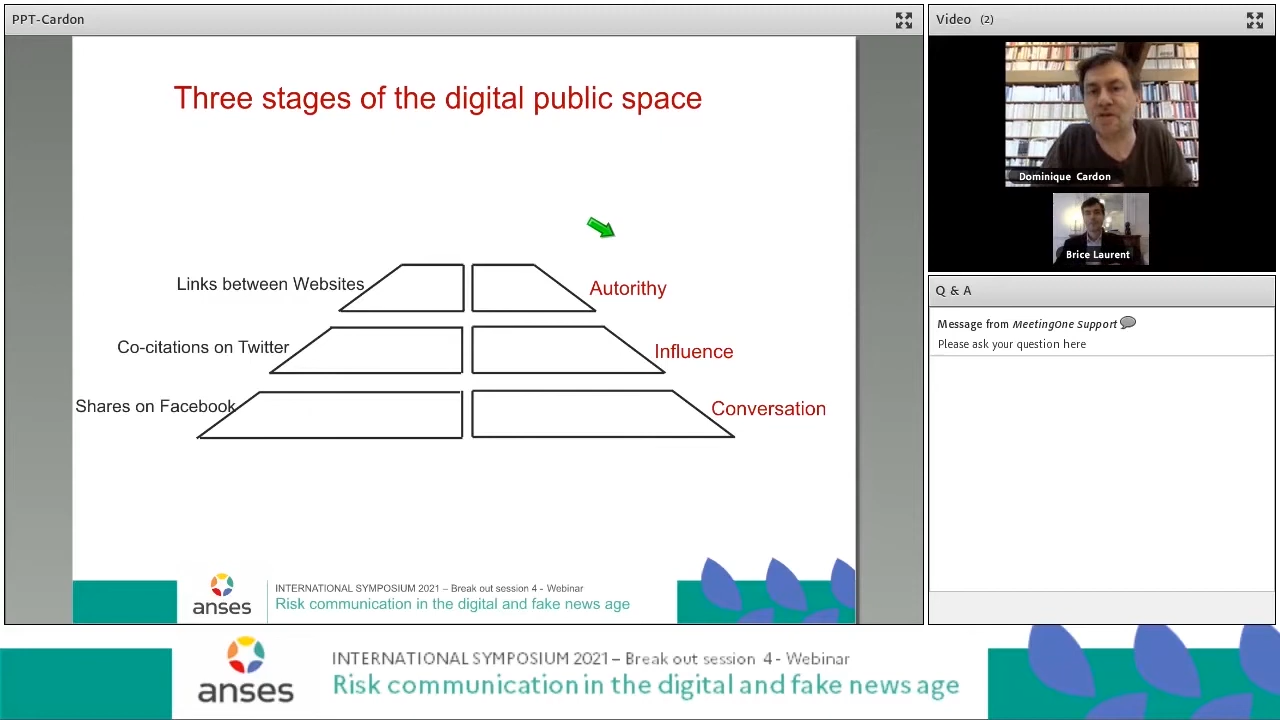 PPT-Cardon
Three stages of the digital public space
Links between Websites
Autorithy
Co-citations on Twitter
Influence
Shares on Facebook
Conversation
anses
INTERNATIONAL SYMPOSIUM 2021 – Break out session 4 - Webinar
Risk communication in the digital and fake news age
Video (2)
Dominique Cardon
Brice Laurent
Q & A
Message from MeetingOne Support
Please ask your question here
anses
INTERNATIONAL SYMPOSIUM 2021 – Break out session 4 - Webinar
Risk communication in the digital and fake news age